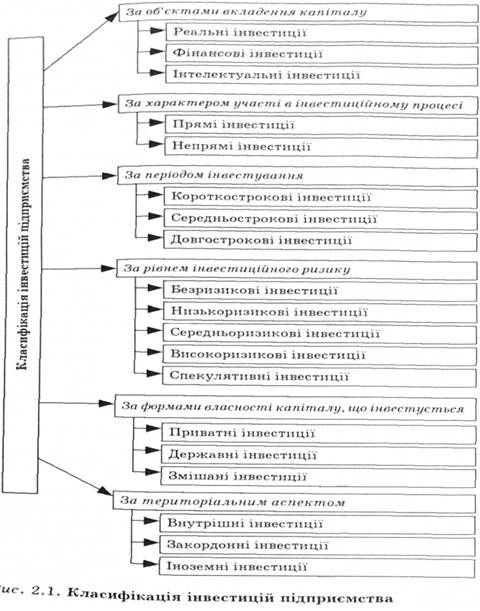 Класифікація інвестицій підприємства
За об'єктами вкладення капіталу
Реальні інвестиції
Фінансові інвестиції
Інтелектуальні інвестиції
За характером участі в інвестиційному процесі
Прямі інвестиції
Непрямі інвестиції
За періодом інвестування
Короткострокові інвестиції
Середньострокові інвестиції
Довгострокові інвестиції
За рівнем інвестиційного ризику
Безризикові інвестиції
Низькоризикові інвестиції
Середньоризикові інвестиції
Високоризикові інвестиції
Спекулятивні інвестиції
За формами власності капіталу, що інвестується
Приватні інвестиції
Державні інвестиції
Змішані інвестиції
За територіальним аспектом
Внутрішні інвестиції
Закордонні інвестиції
Іноземні інвестиції
ис. 2.1. Класифікація інвестицій підприємства